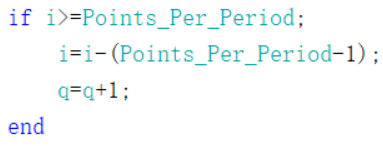 if i>=Points_Per_Period;
i=i-(Points_Per_Period-1);
q=q+1;
end